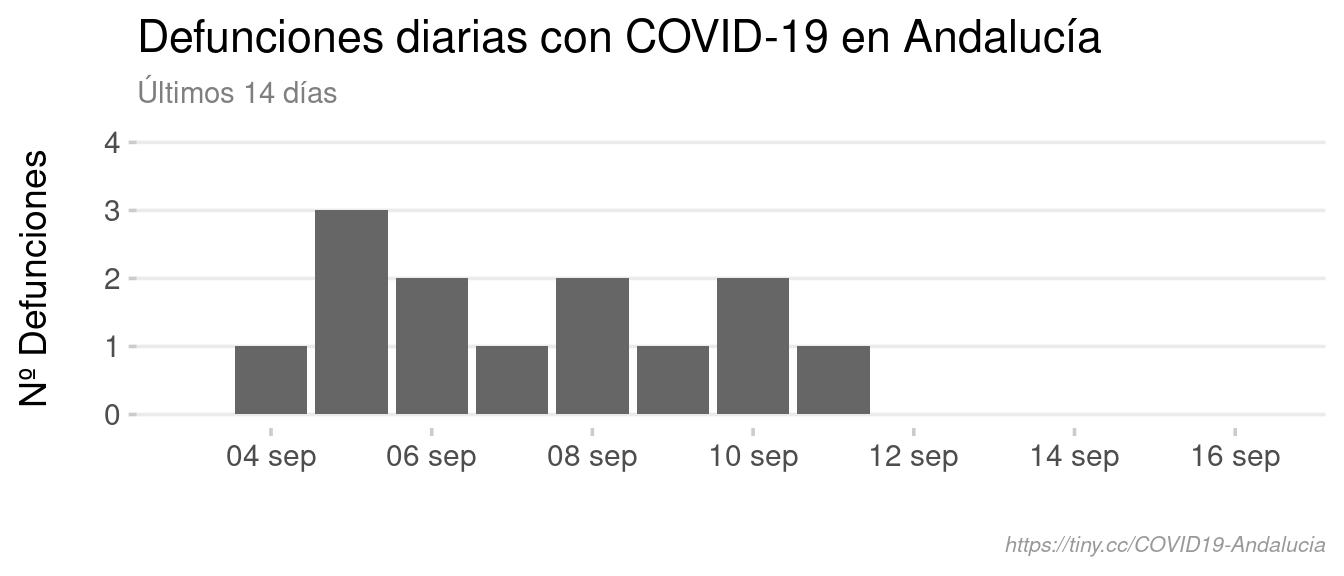 Defunciones diarias con COVID-19 en Andalucía
Últimos 14 días
Nº Defunciones
4
3
2
1
0
04 sep 06 sep 08 sep 10 sep 12 sep 14 sep 16 sep
https://tiny.cc/COVID19-Andalucia